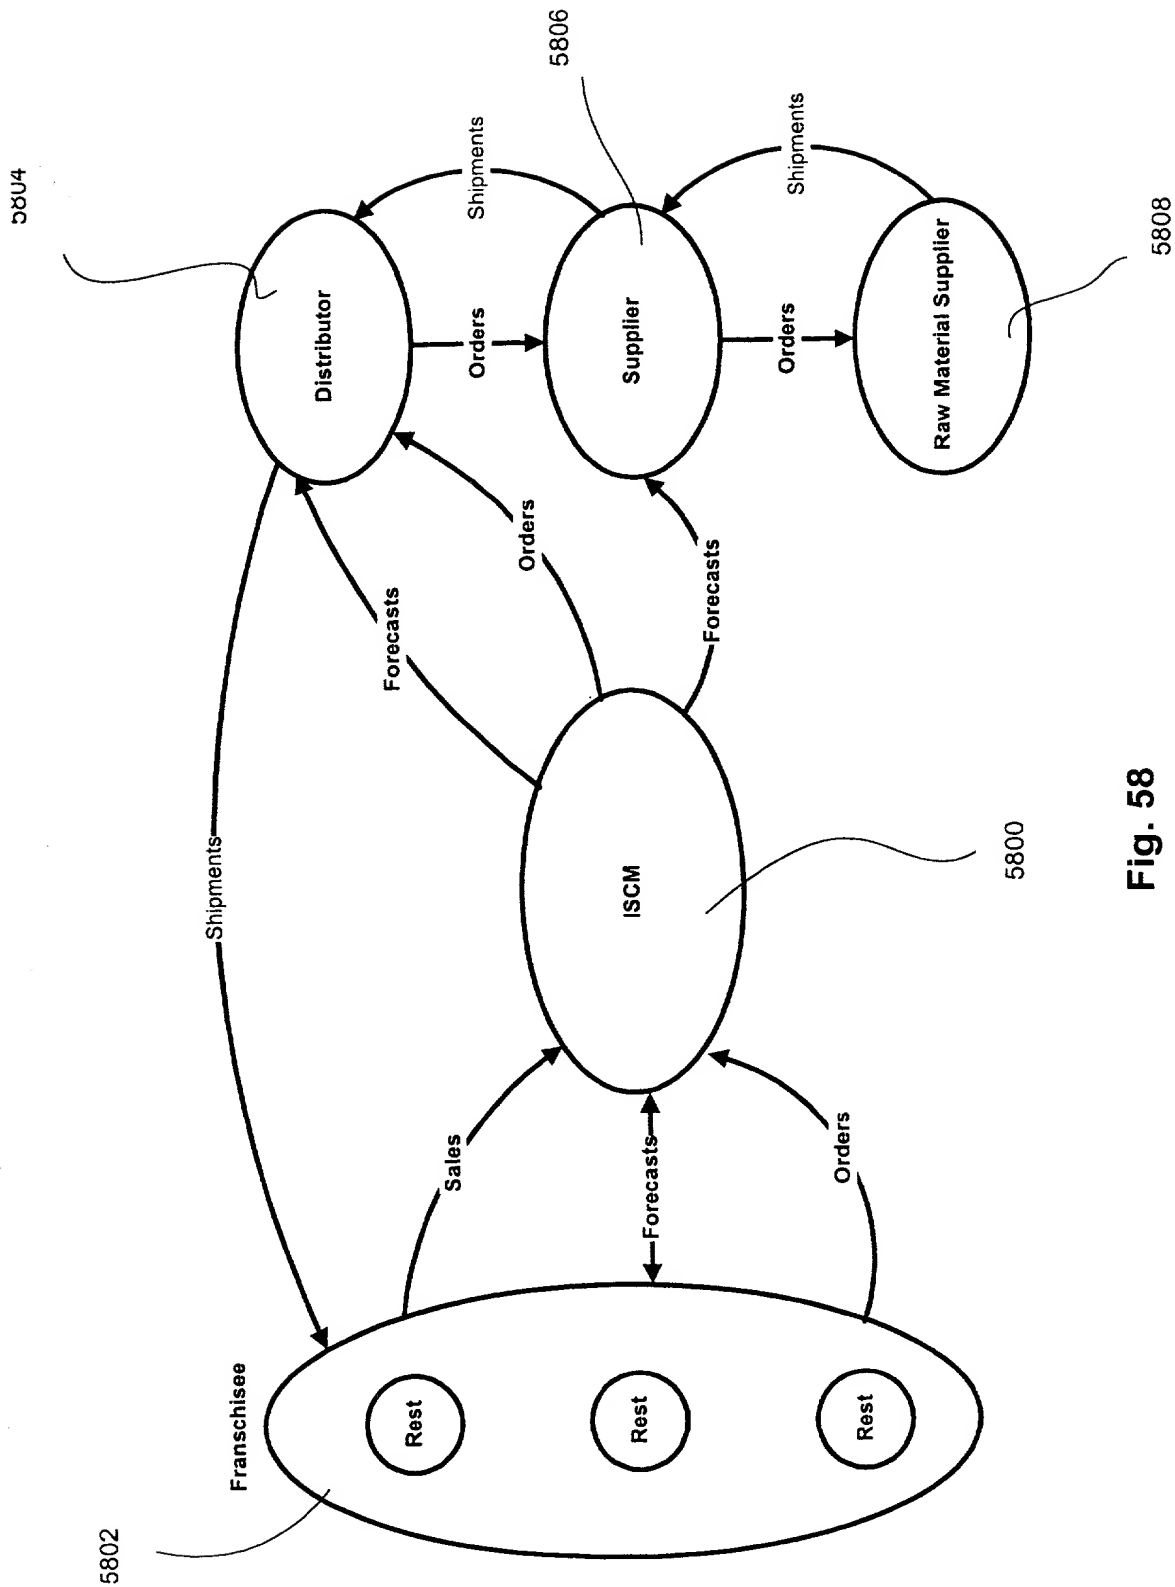 5804
5802
Shipments
Franschisee
Distributor
Forecasts
Rest
Sales
Orders
Shipments
Orders
5806
Rest
Forecasts
ISCM
Supplier
Forecasts
Orders
Shipments
Orders
Rest
Raw Material Supplier
5800
5808
Fig. 58